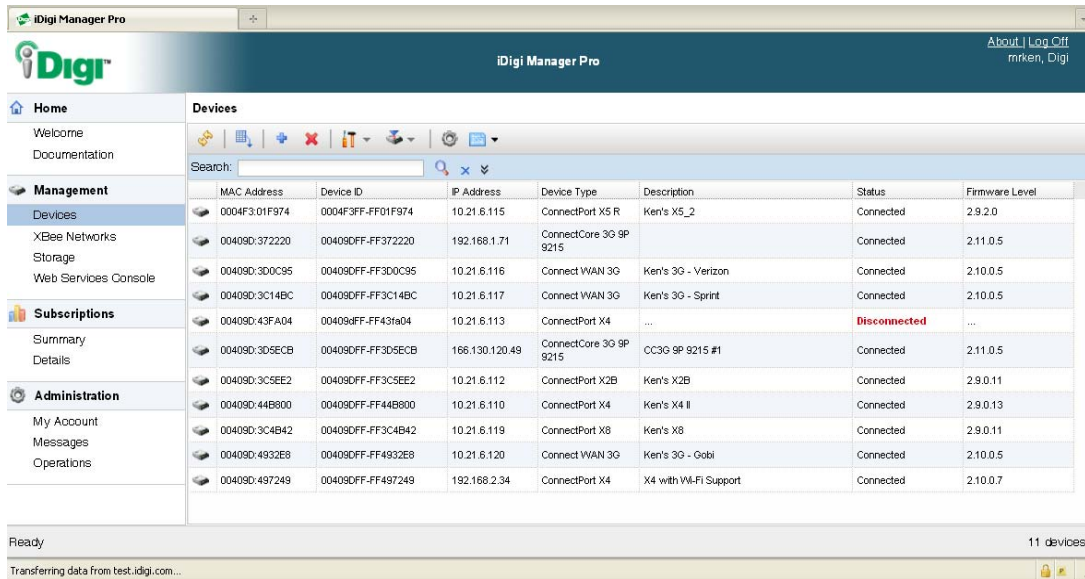 iDigi Manager Pro
iDigi™
iDigi Manager Pro
About | Log Off
mrken, Digi
Home
Welcome
Documentation
Management
Devices
XBee Networks
Storage
Web Services Console
Subscriptions
Summary
Details
Administration
My Account
Messages
Operations
Devices
Search:
MAC Address Device ID IP Address Device Type Description Status Firmware Level
0004F3:01F974 0004F3FF-FF01F974 10.21.6.115 ConnectPort X5 R Ken's X5_2 Connected 2.9.2.0
00409D:372220 00409DFF-FF372220 192.168.1.71 ConnectCore 3G 9P 9215 Connected 2.11.0.5
00409D:3D0C95 00409DFF-FF3D0C95 10.21.6.116 Connect WAN 3G Ken's 3G - Verizon Connected 2.10.0.5
00409D:3C14BC 00409DFF-FF3C14BC 10.21.6.117 Connect WAN 3G Ken's 3G - Sprint Connected 2.10.0.5
00409D:43FA04 00409dFF-FF43fa04 10.21.6.113 ConnectPort X4 ... Disconnected ...
00409D:3D5ECB 00409DFF-FF3D5ECB 166.130.120.49 ConnectCore 3G 9P 9215 CC3G 9P 9215 #1 Connected 2.11.0.5
00409D:3C5EE2 00409DFF-FF3C5EE2 10.21.6.112 ConnectPort X2B Ken's X2B Connected 2.9.0.11
00409D:44B800 00409DFF-FF44B800 10.21.6.110 ConnectPort X4 Ken's X4 II Connected 2.9.0.13
00409D:3C4B42 00409DFF-FF3C4B42 10.21.6.119 ConnectPort X8 Ken's X8 Connected 2.9.0.11
00409D:4932E8 00409DFF-FF4932E8 10.21.6.120 Connect WAN 3G Ken's 3G - Gobi Connected 2.10.0.5
00409D:497249 00409DFF-FF497249 192.168.2.34 ConnectPort X4 X4 with Wi-Fi Support Connected 2.10.0.7
Ready
11 devices
Transferring data from test.idigi.com...